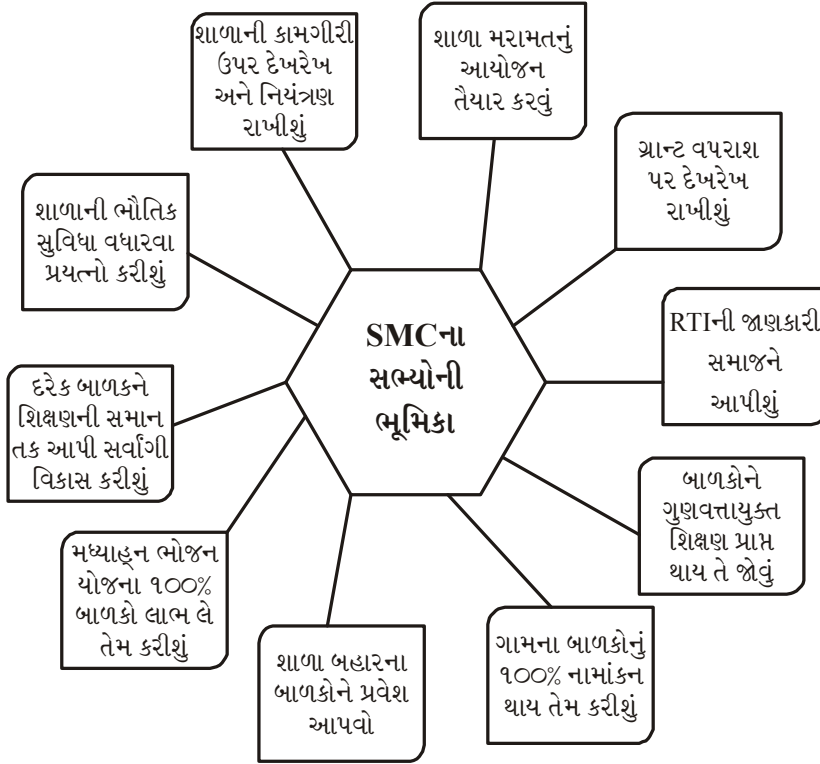 શાળાની કામગીરી
ઉપર દેખરેખ
અને નિયંત્રણ
રાખીશું
શાળા મરામતનું
આયોજન
તૈયાર કરવું
ગ્રાન્ટ વપરાશ
પર દેખરેખ
રાખીશું
શાળાની ભૌતિક
સુવિધા વધારવા
પ્રયત્નો કરીશું
SMCના
સભ્યોની
ભૂમિકા
RTIની જાણકારી
સમાજને
આપીશું
દરેક બાળકને
શિક્ષણની સમાન
તક આપી સર્વાંગી
વિકાસ કરીશું
બાળકોને
ગુણવત્તાયુક્ત
શિક્ષણ પ્રાપ્ત
થાય તે જોવું
મધ્યાહ્ન ભોજન
યોજના ૧૦૦%
બાળકો લાભ લે
તેમ કરીશું
શાળા બહારના
બાળકોને પ્રવેશ
આપવો
ગામના બાળકોનું
૧૦૦% નામાંકન
થાય તેમ કરીશું